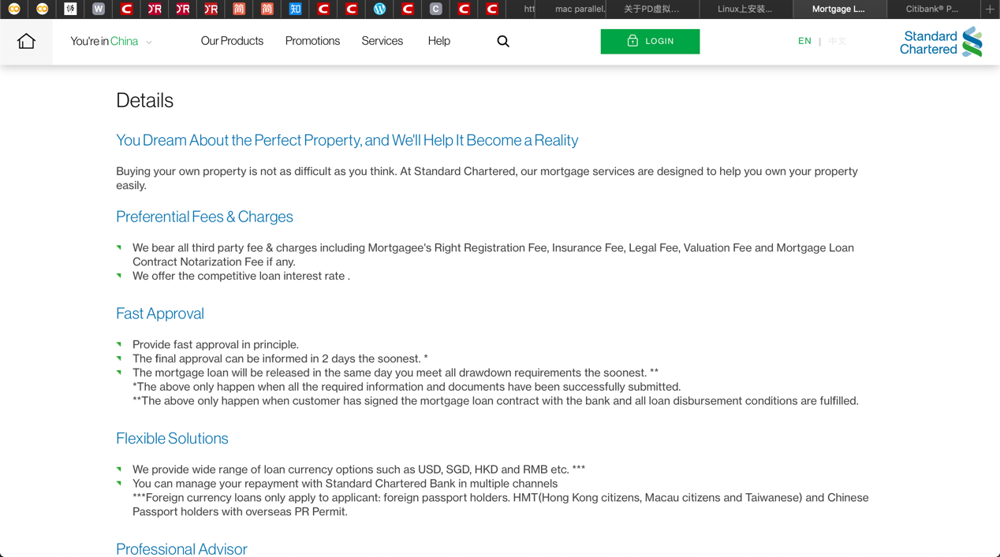 W
简
简
知
C
htt
mac parallel.
关于PD虚拟...
Linux上安装...
Mortgage L...
Citibank® P...
You're in China
Our Products
Promotions
Services
Help
LOGIN
EN | 中文
Standard
Chartered
Details
You Dream About the Perfect Property, and We'll Help It Become a Reality
Buying your own property is not as difficult as you think. At Standard Chartered, our mortgage services are designed to help you own your property
easily.
Preferential Fees & Charges
We bear all third party fee & charges including Mortgagee's Right Registration Fee, Insurance Fee, Legal Fee, Valuation Fee and Mortgage Loan
Contract Notarization Fee if any.
We offer the competitive loan interest rate .
Fast Approval
Provide fast approval in principle.
The final approval can be informed in 2 days the soonest. *
The mortgage loan will be released in the same day you meet all drawdown requirements the soonest. **
*The above only happen when all the required information and documents have been successfully submitted.
**The above only happen when customer has signed the mortgage loan contract with the bank and all loan disbursement conditions are fulfilled.
Flexible Solutions
We provide wide range of loan currency options such as USD, SGD, HKD and RMB etc. ***
You can manage your repayment with Standard Chartered Bank in multiple channels
***Foreign currency loans only apply to applicant: foreign passport holders. HMT(Hong Kong citizens, Macau citizens and Taiwanese) and Chinese
Passport holders with overseas PR Permit.
Professional Advisor